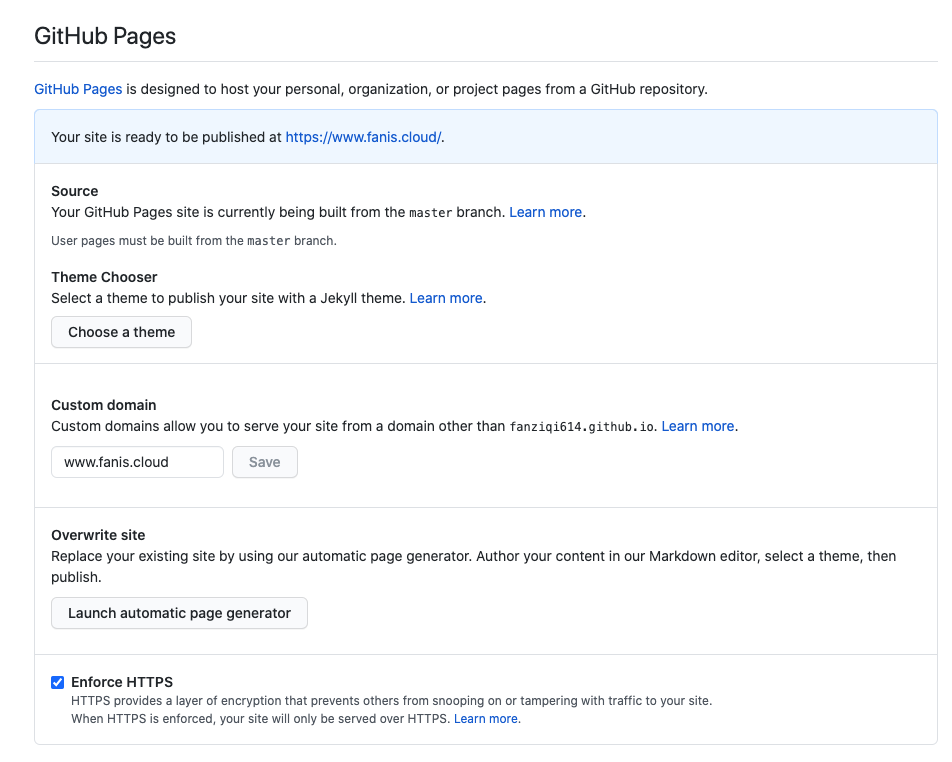 GitHub Pages
GitHub Pages is designed to host your personal, organization, or project pages from a GitHub repository.
Your site is ready to be published at https://www.fanis.cloud/.
Source
Your GitHub Pages site is currently being built from the master branch. Learn more.
User pages must be built from the master branch.
Theme Chooser
Select a theme to publish your site with a Jekyll theme. Learn more.
Choose a theme
Custom domain
Custom domains allow you to serve your site from a domain other than fanziqi614.github.io. Learn more.
www.fanis.cloud Save
Overwrite site
Replace your existing site by using our automatic page generator. Author your content in our Markdown editor, select a theme, then
publish.
Launch automatic page generator
Enforce HTTPS
HTTPS provides a layer of encryption that prevents others from snooping on or tampering with traffic to your site.
When HTTPS is enforced, your site will only be served over HTTPS. Learn more.